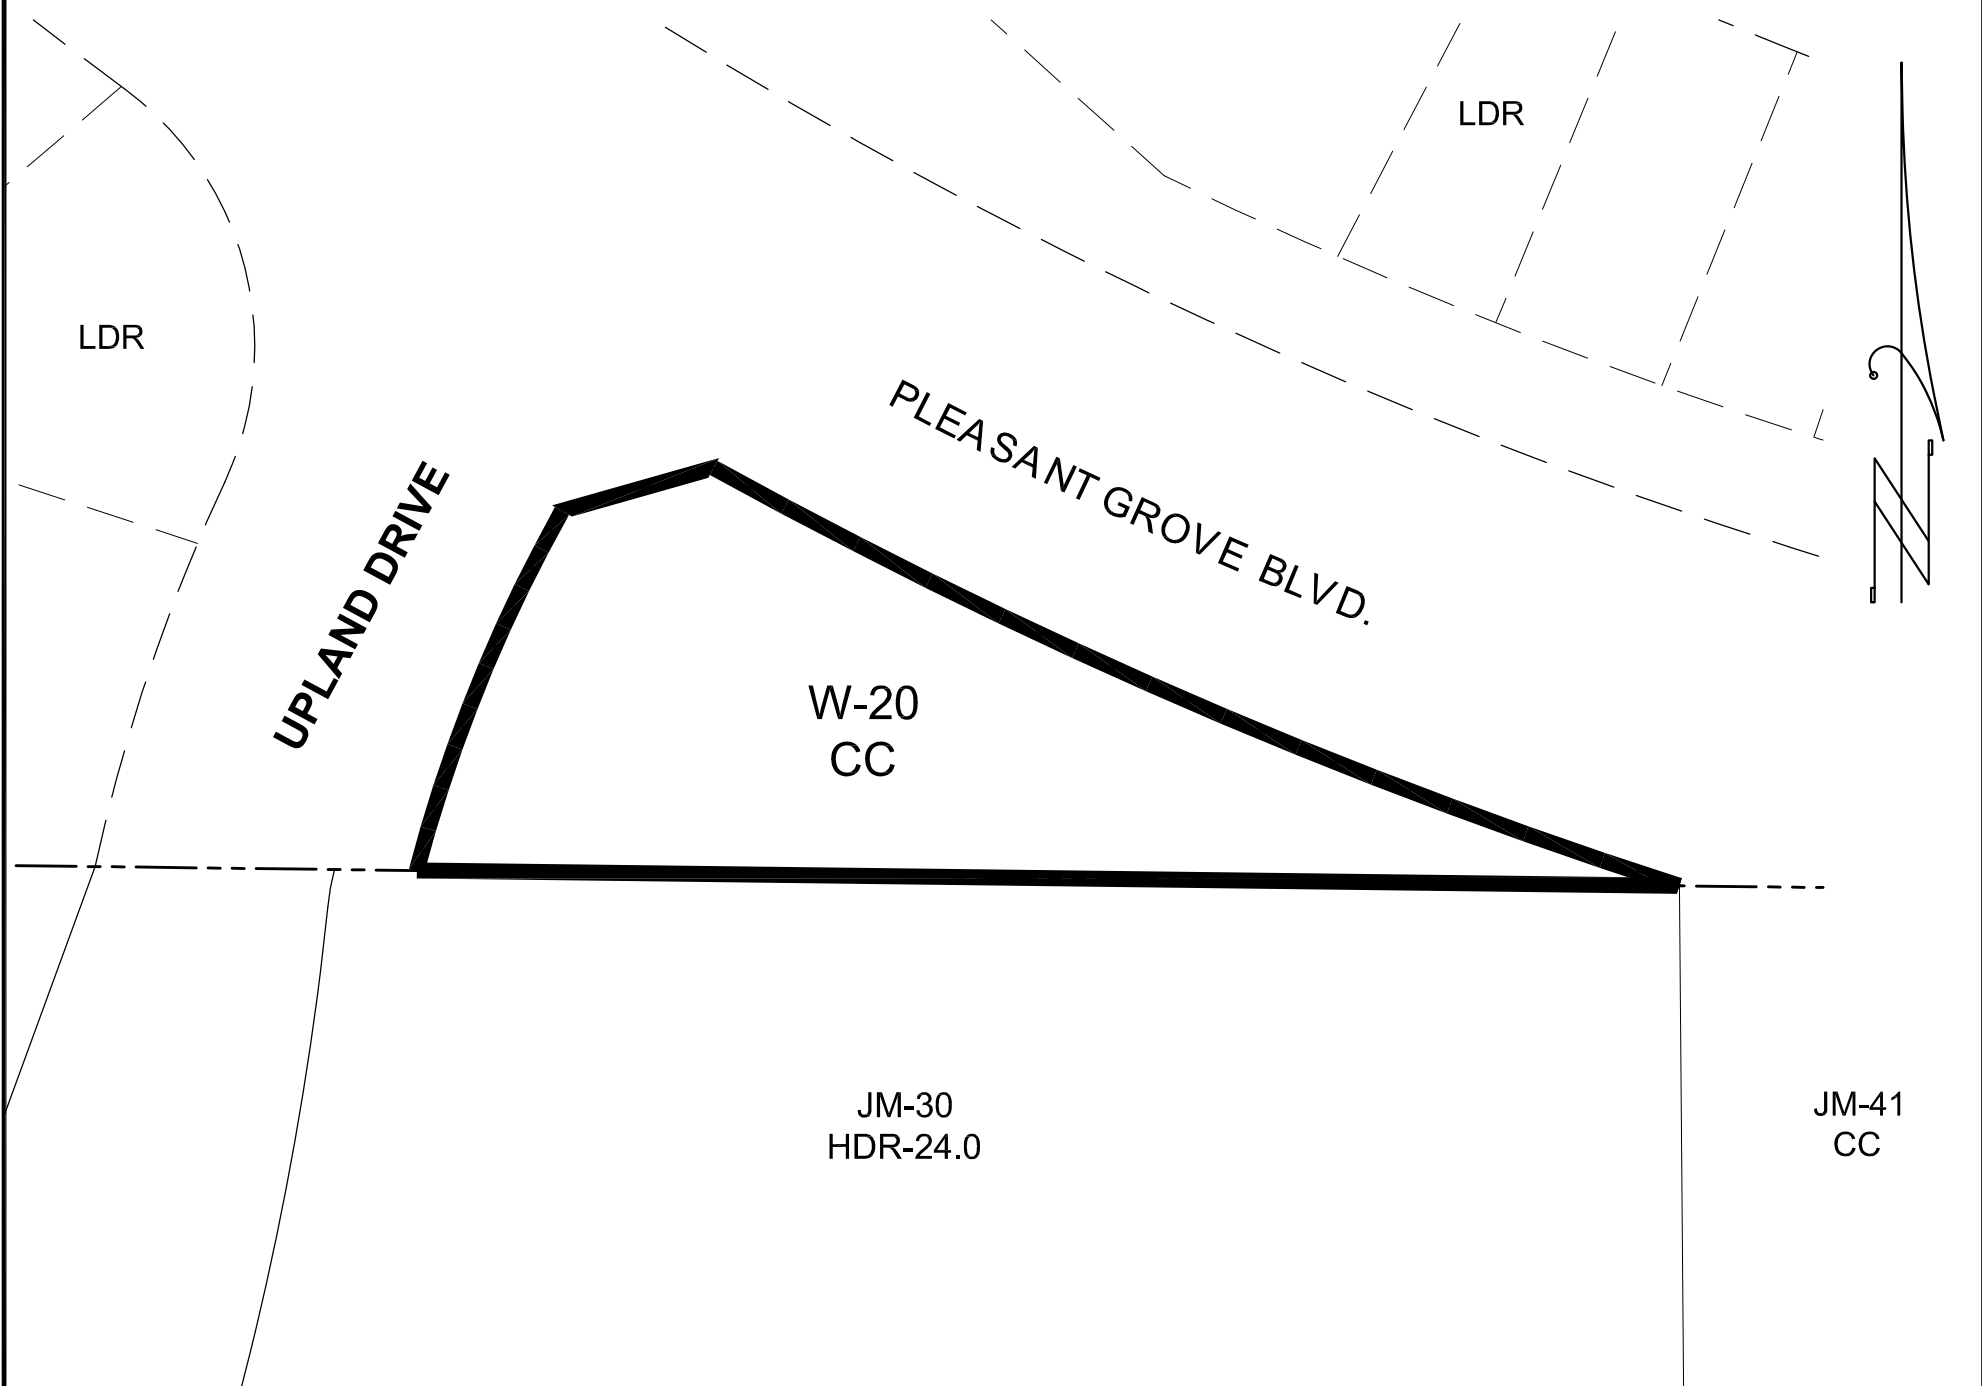 LDR
LDR
PLEASANT GROVE BLVD.
UPLAND DRIVE
W-20
CC
N
JM-30
HDR-24.0
JM-41
CC